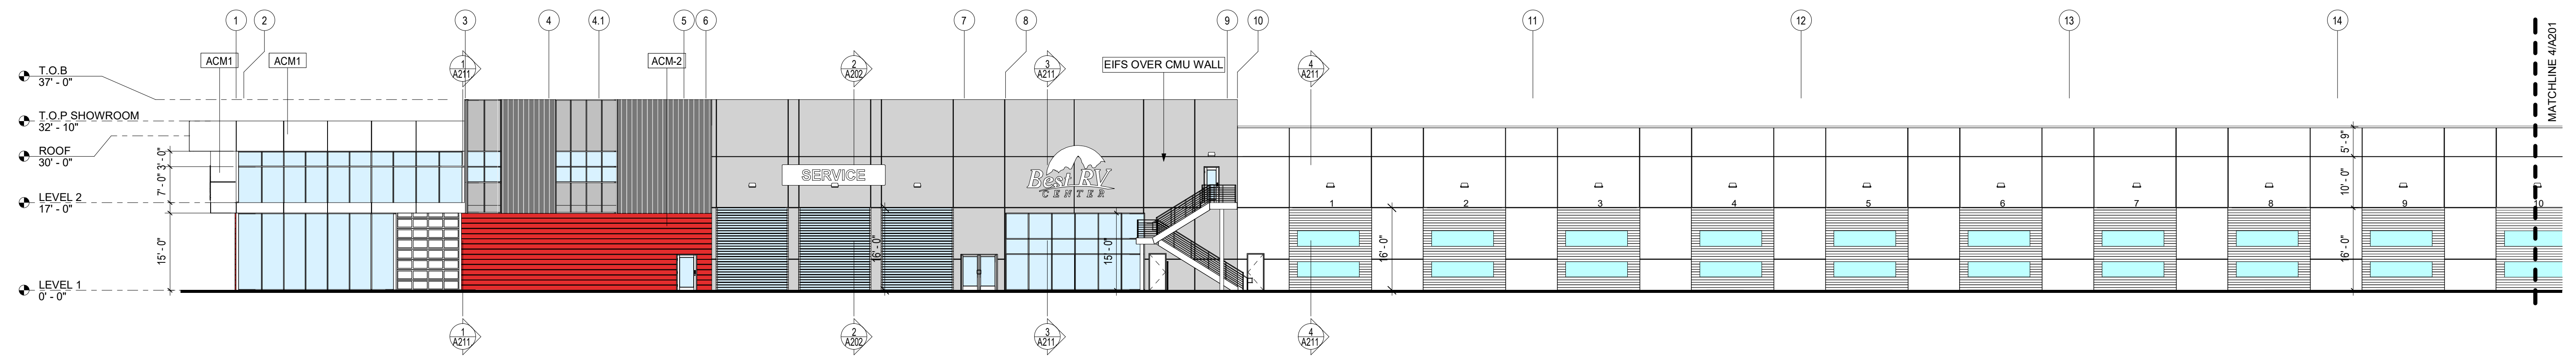 1
2
3
4
4.1
5
6
7
8
9
10
11
12
13
14
MATCHLINE 4/A201
ACM1
ACM1
1
A211
ACM-2
2
A202
3
A211
EIFS OVER CMU WALL
4
A211
T.O.B
37' - 0"
T.O.P SHOWROOM
32' - 10"
ROOF
30' - 0"
LEVEL 2
17' - 0"
LEVEL 1
0' - 0"
3' - 0"
7' - 0"
15' - 0"
SERVICE
Best RV
CENTER
16' - 0"
15' - 0"
16' - 0"
5' - 9"
10' - 0"
16' - 0"
1
2
3
4
5
6
7
8
9
10
1
A211
2
A202
3
A211
4
A211